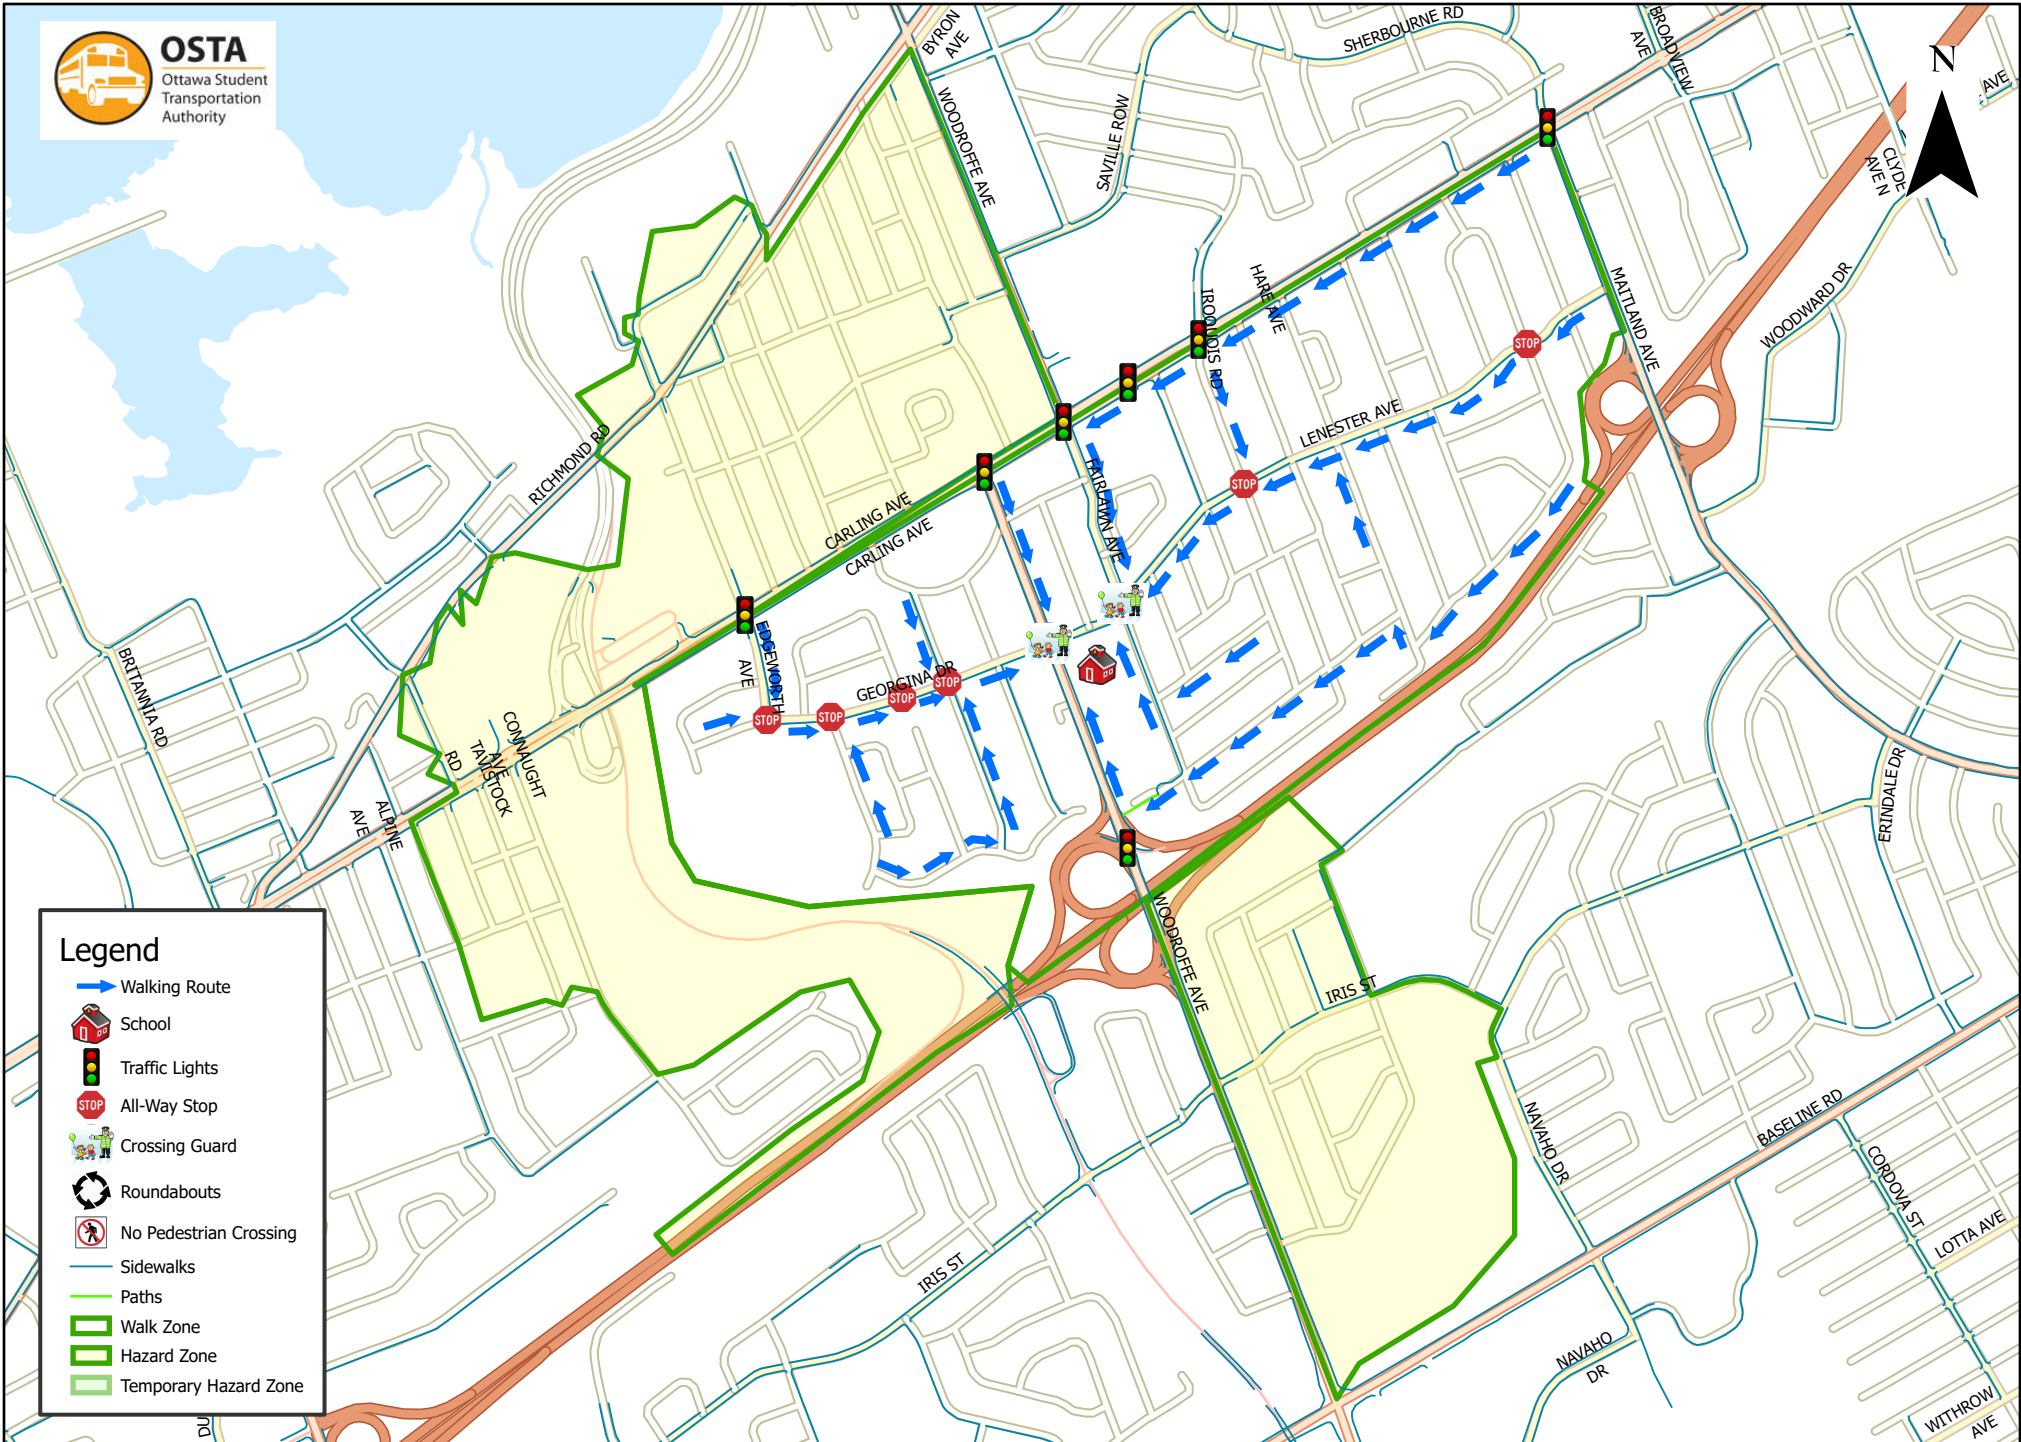 OSTA
Ottawa Student
Transportation
Authority
BYRON
AVE
SHERBOURNE RD
BROADVIEW
AVE
N
AVE
WOODROFFE AVE
SAVILLE ROW
CLYDE
AVE N
HARE AVE
IROQUOIS RD
MAITLAND AVE
WOODWARD DR
STOP
RICHMOND RD
LENESTER AVE
FAIRLAWN AVE
STOP
CARLING AVE
CARLING AVE
BRITANNIA RD
EDGEWORTH
AVE
GEORGINA DR
STOP
STOP
STOP
STOP
CONNAUGHT
AVE
TAVISTOCK
RD
ALPINE
AVE
ERINDALE DR
WOODROFFE AVE
IRIS ST
NAVAHO DR
BASELINE RD
CORDOVA ST
LOTTA AVE
IRIS ST
NAVAHO
DR
WITHROW
AVE
DU
Legend
Walking Route
School
Traffic Lights
STOP
All-Way Stop
Crossing Guard
Roundabouts
No Pedestrian Crossing
Sidewalks
Paths
Walk Zone
Hazard Zone
Temporary Hazard Zone